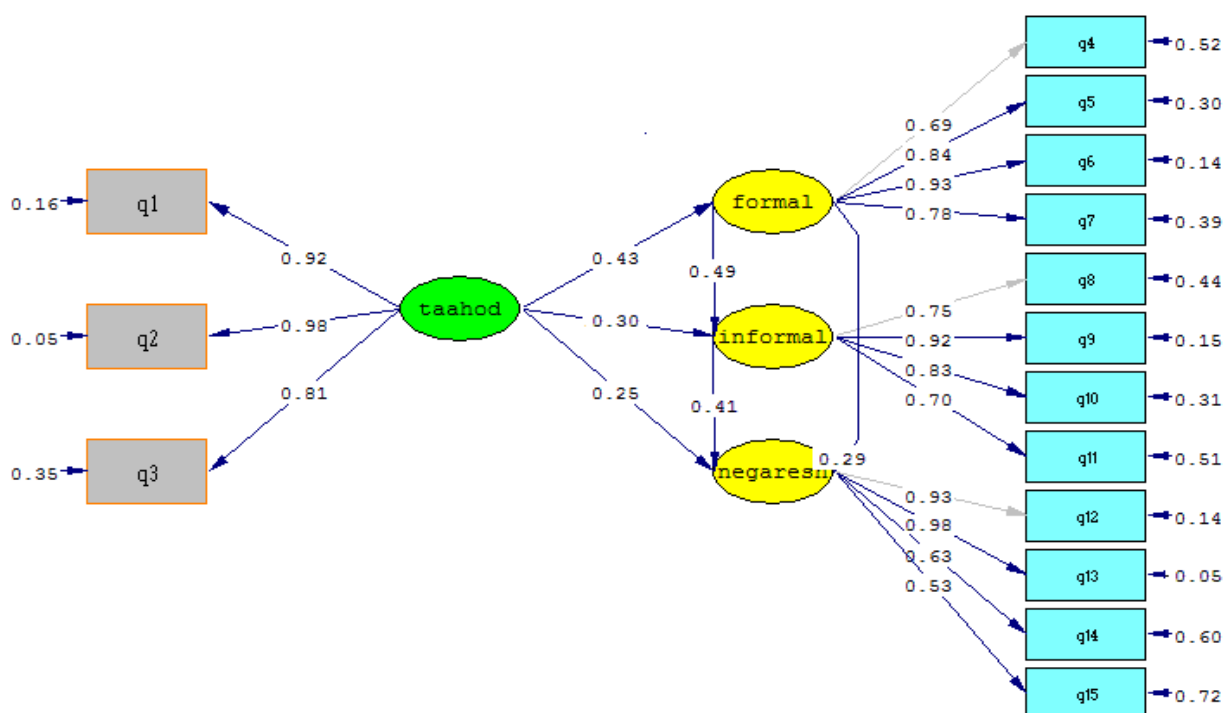 q4
0.52
q5
0.30
0.69
0.84
q6
0.14
0.16
q1
formal
0.93
0.78
q7
0.39
0.92
0.43
0.49
q8
0.44
taahod
0.75
0.05
q2
0.98
0.30
informal
0.92
q9
0.15
0.83
0.81
0.25
0.41
0.70
q10
0.31
q11
0.51
0.35
q3
negaresh
0.29
0.93
q12
0.14
0.98
0.63
q13
0.05
0.53
q14
0.60
q15
0.72